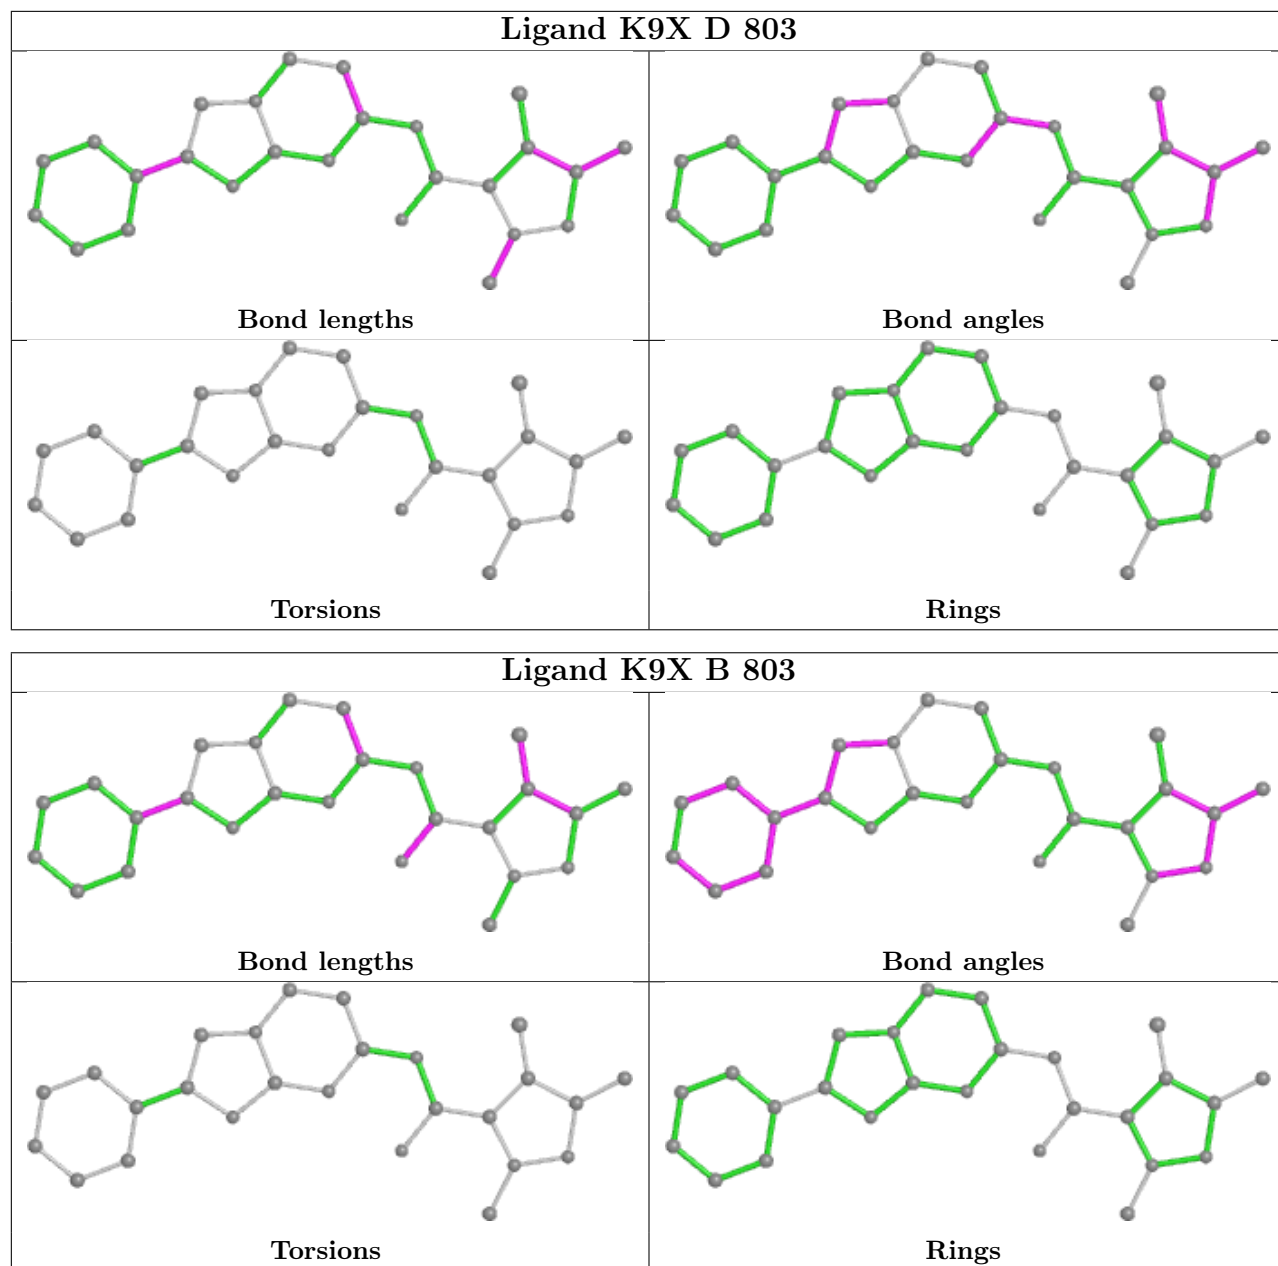 Ligand K9X D 803
Bond lengths
Bond angles
Torsions
Rings
Ligand K9X B 803
Bond lengths
Bond angles
Torsions
Rings